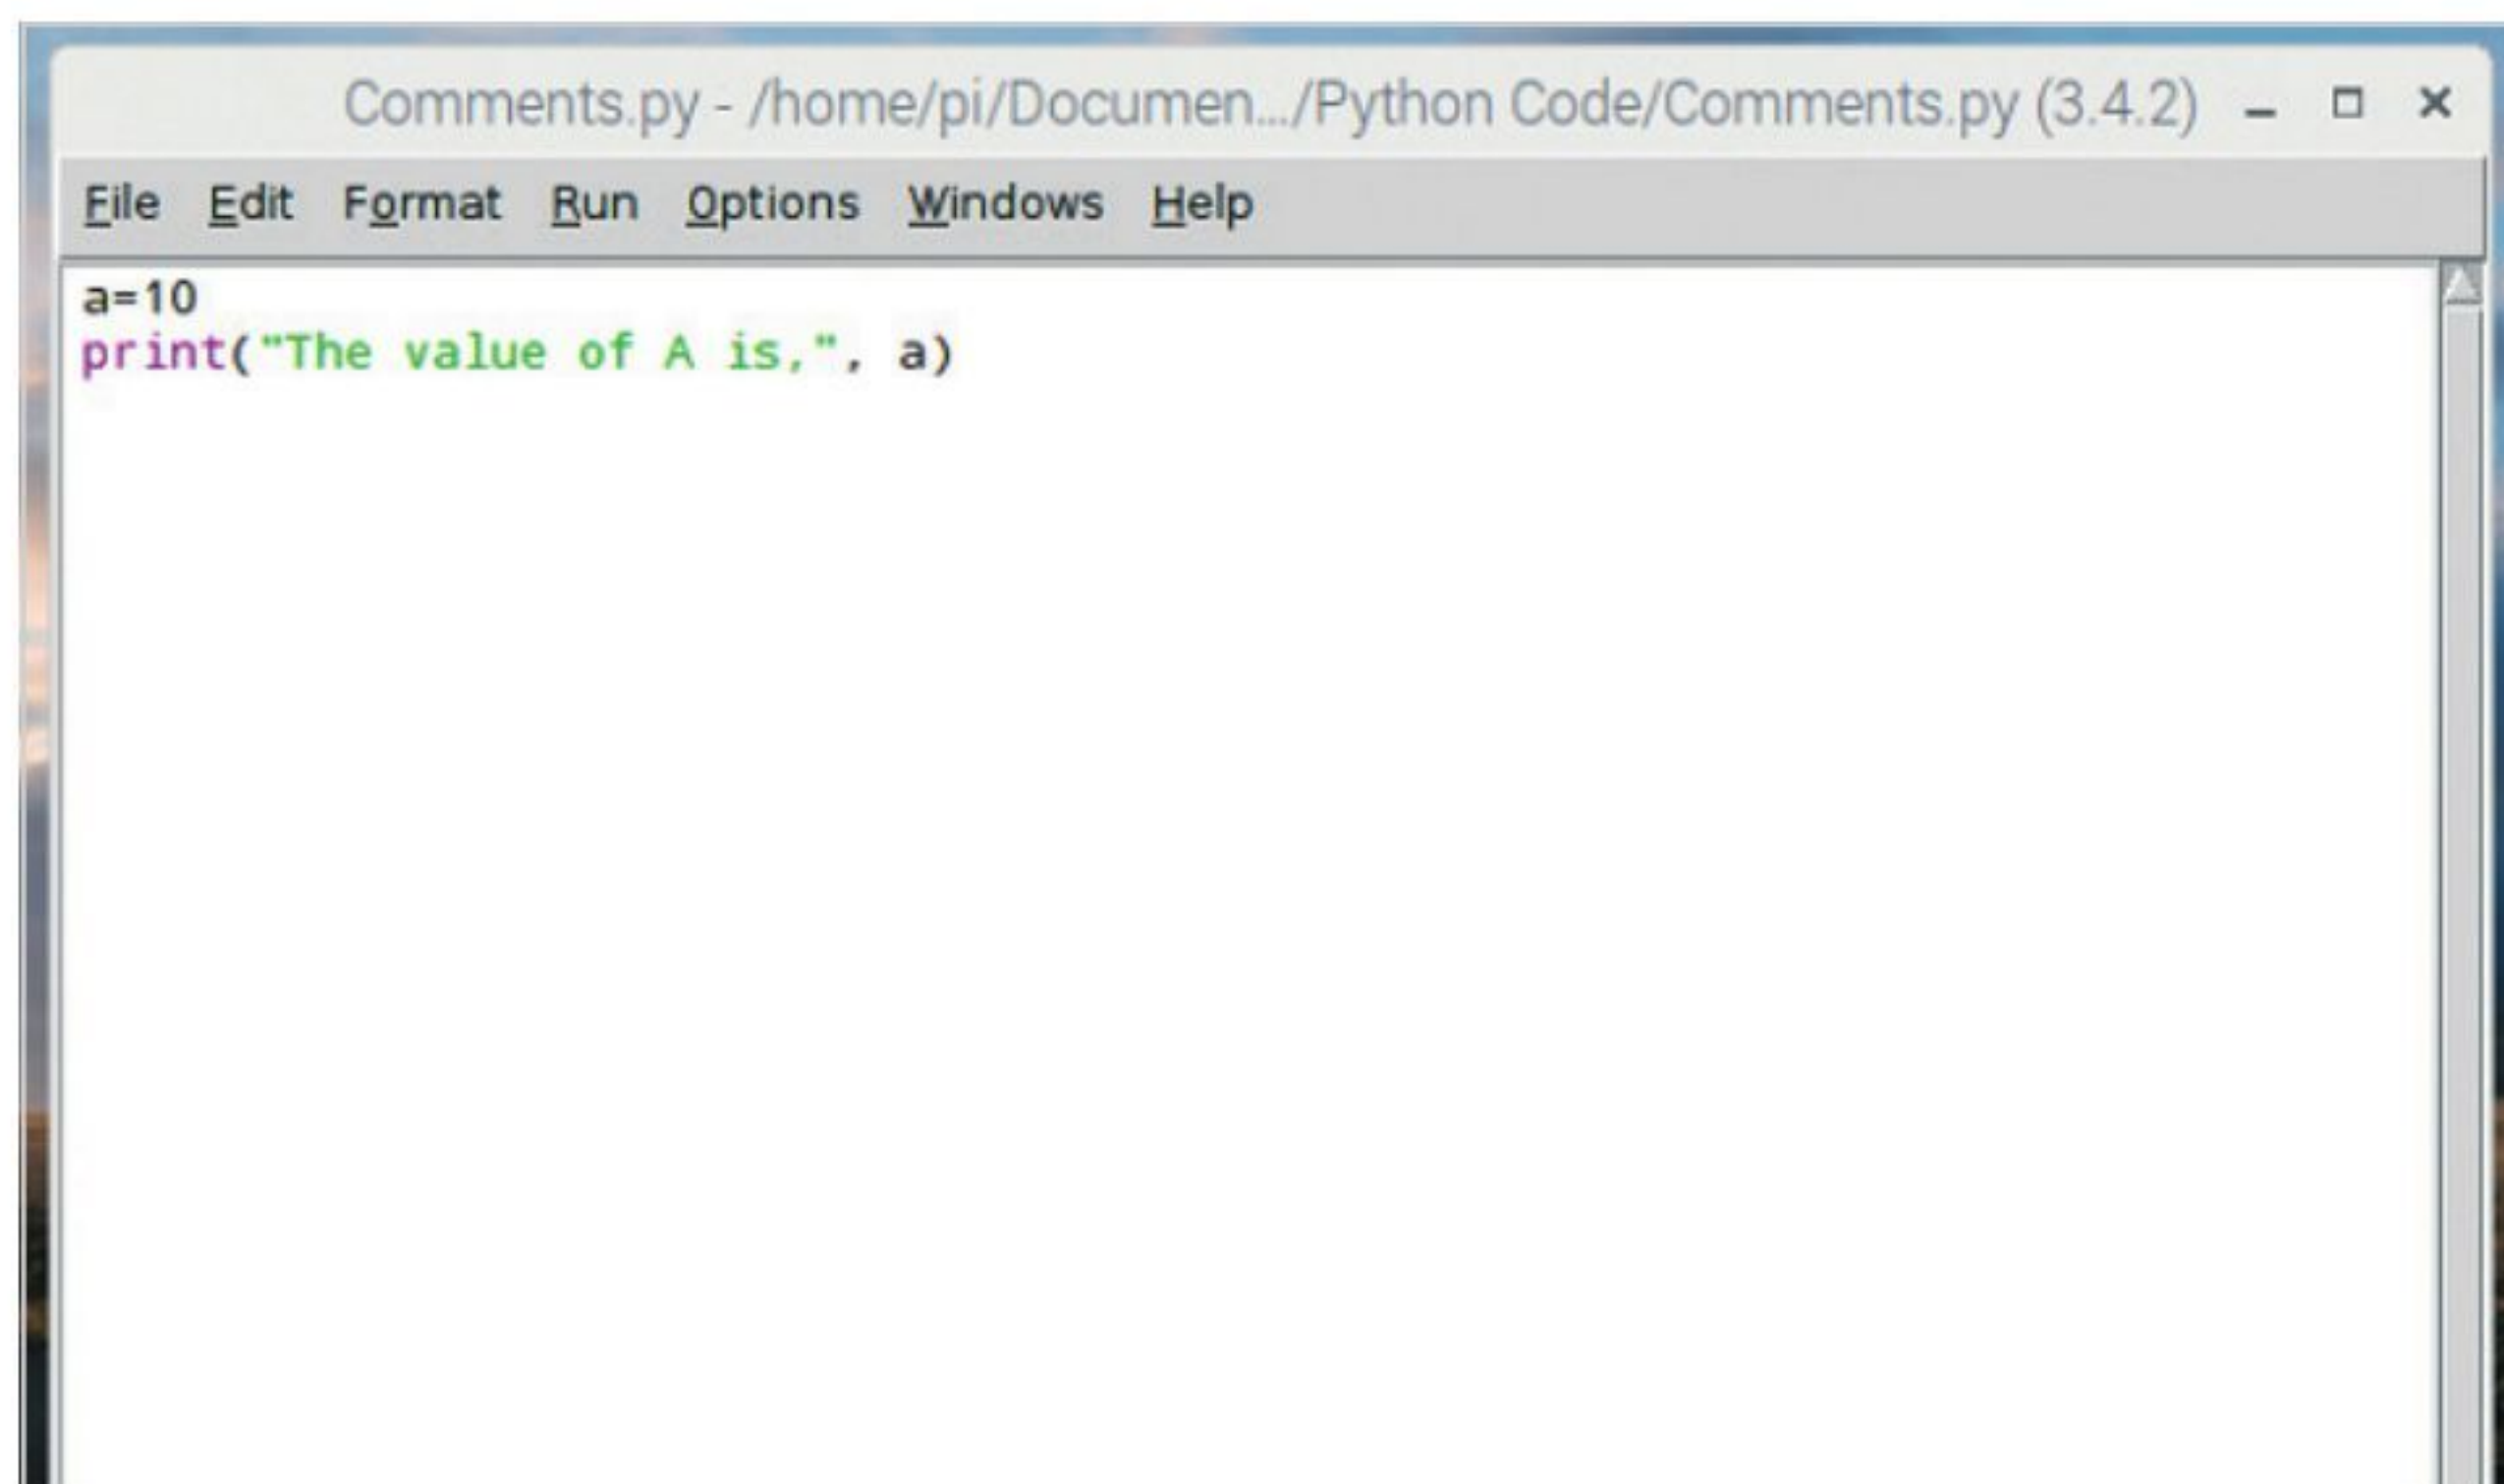 Comments.py - /home/pi/Documen.../Python Code/Comments.py (3.4.2)
File Edit Format Run Options Windows Help
a=10
print("The value of A is,", a)